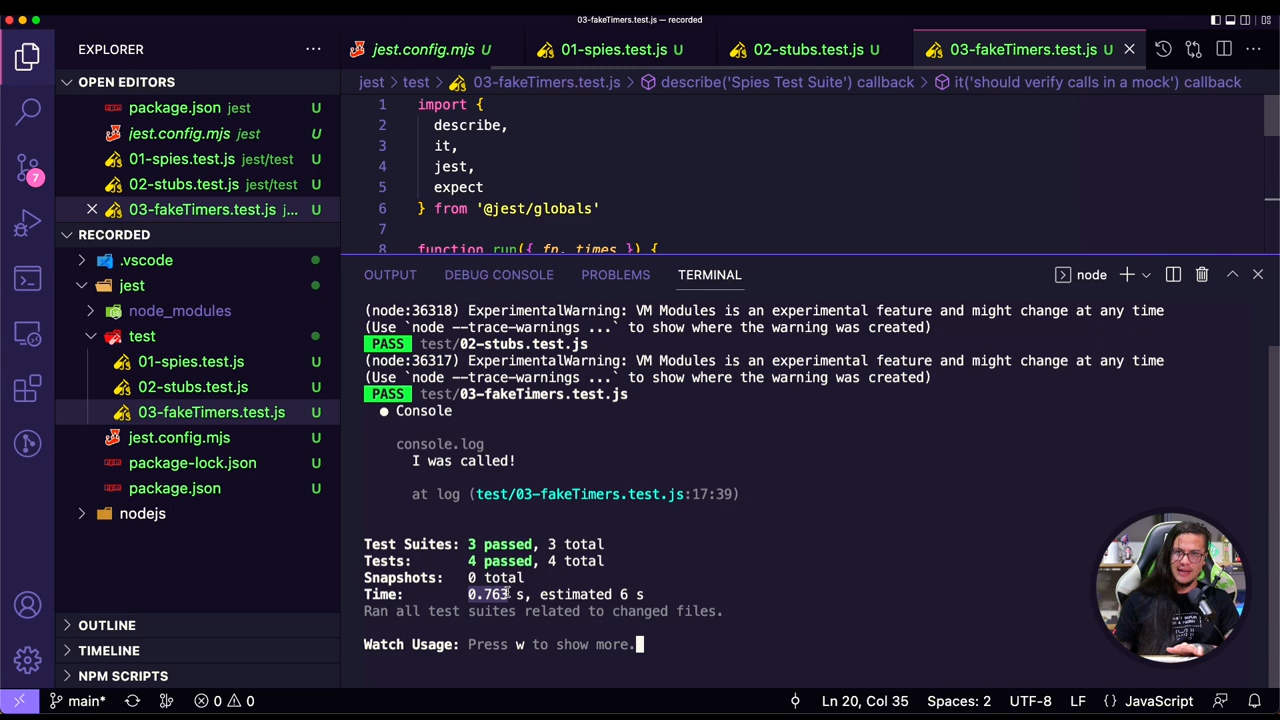 03-fakeTimers.test.js — recorded
EXPLORER
OPEN EDITORS
package.json jest U
jest.config.mjs jest U
01-spies.test.js jest/test U
02-stubs.test.js jest/test U
03-fakeTimers.test.js j... U
RECORDED
.vscode
jest
node_modules
test
01-spies.test.js U
02-stubs.test.js U
03-fakeTimers.test.js U
jest.config.mjs U
package-lock.json U
package.json U
nodejs
OUTLINE
TIMELINE
NPM SCRIPTS
7
jest.config.mjs U 01-spies.test.js U 02-stubs.test.js U 03-fakeTimers.test.js U
jest > test > 03-fakeTimers.test.js > describe('Spies Test Suite') callback > it('should verify calls in a mock') callback
1 import {
2 describe,
3 it,
4 jest,
5 expect
6 } from '@jest/globals'
7
8 function run({ fn, times }) {
OUTPUT DEBUG CONSOLE PROBLEMS TERMINAL node
(node:36318) ExperimentalWarning: VM Modules is an experimental feature and might change at any time
(Use `node --trace-warnings ...` to show where the warning was created)
PASS test/02-stubs.test.js
(node:36317) ExperimentalWarning: VM Modules is an experimental feature and might change at any time
(Use `node --trace-warnings ...` to show where the warning was created)
PASS test/03-fakeTimers.test.js
● Console
console.log
I was called!
at log (test/03-fakeTimers.test.js:17:39)
Test Suites: 3 passed, 3 total
Tests: 4 passed, 4 total
Snapshots: 0 total
Time: 0.763 s, estimated 6 s
Ran all test suites related to changed files.
Watch Usage: Press w to show more.
main* 0 0 Ln 20, Col 35 Spaces: 2 UTF-8 LF {} JavaScript